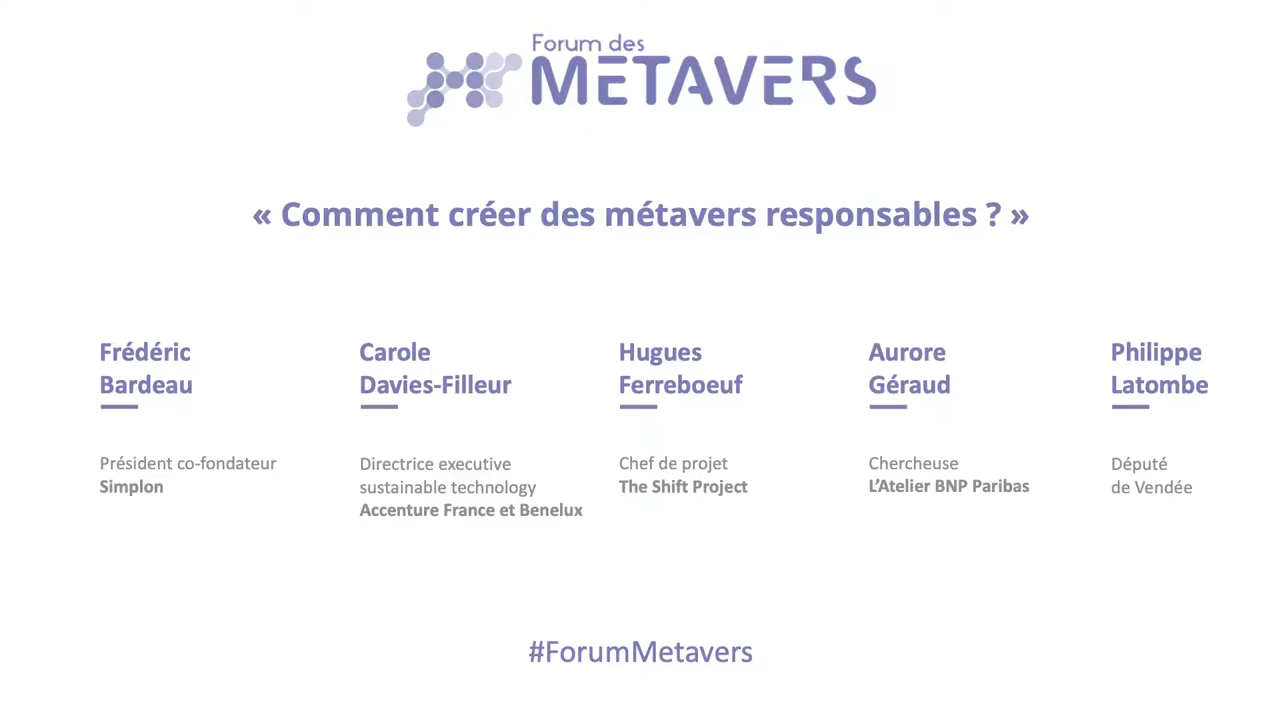 Forum des
METAVERS
« Comment créer des métavers responsables ? »
Frédéric
Bardeau
Président co-fondateur
Simplon
Carole
Davies-Filleur
Directrice executive
sustainable technology
Accenture France et Benelux
Hugues
Ferreboeuf
Chef de projet
The Shift Project
Aurore
Géraud
Chercheuse
L’Atelier BNP Paribas
Philippe
Latombe
Député
de Vendée
#ForumMetavers